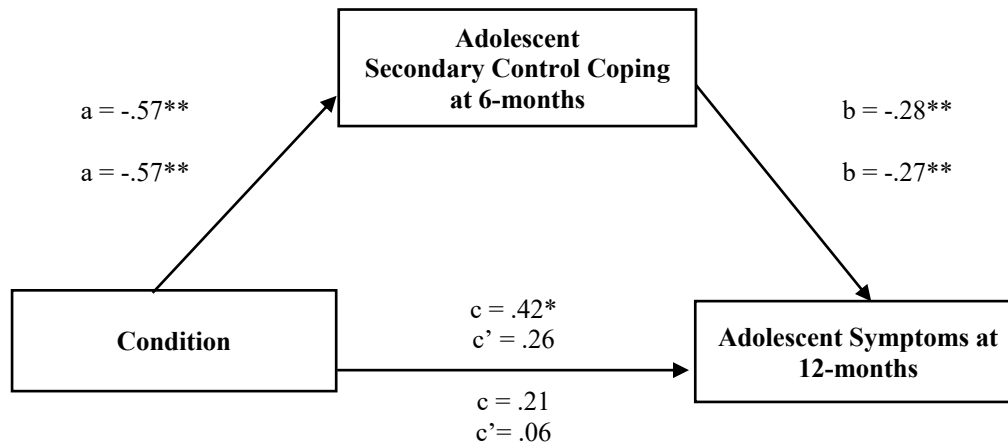 Adolescent
Secondary Control Coping
at 6-months
a = -.57**
b = -.28**
a = -.57**
b = -.27**
Condition
c = .42*
c’ = .26
Adolescent Symptoms at
12-months
c = .21
c’= .06